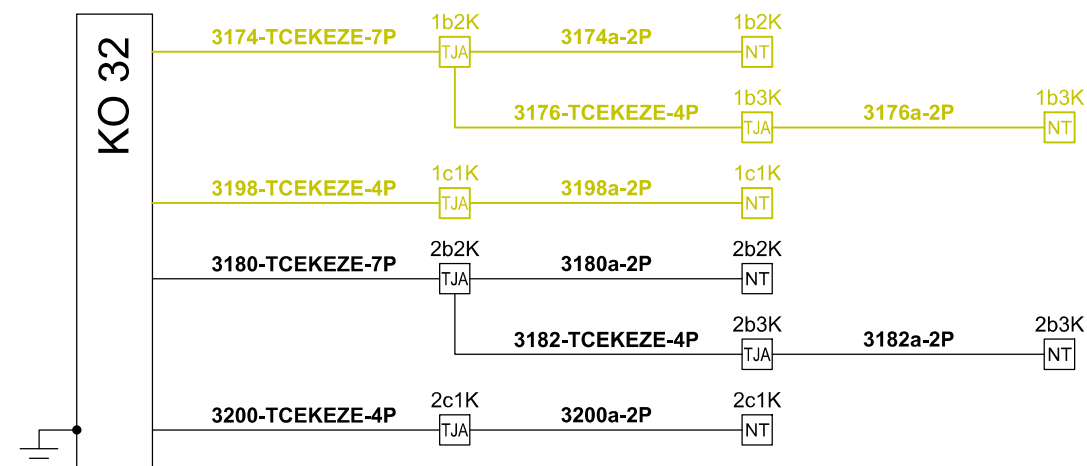 KO 32
1b2K 1b2K
3174-TCEKEZE-7P TJA 3174a-2P NT
1b3K 1b3K
3176-TCEKEZE-4P TJA 3176a-2P NT
1c1K 1c1K
3198-TCEKEZE-4P TJA 3198a-2P NT
2b2K 2b2K
3180-TCEKEZE-7P TJA 3180a-2P NT
2b3K 2b3K
3182-TCEKEZE-4P TJA 3182a-2P NT
2c1K 2c1K
3200-TCEKEZE-4P TJA 3200a-2P NT